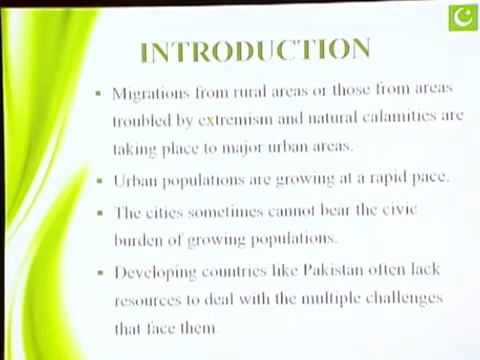 INTRODUCTION
Migrations from rural areas or those from areas
troubled by extremism and natural calamities are
taking place to major urban areas.
Urban populations are growing at a rapid pace.
The cities sometimes cannot bear the civic
burden of growing populations.
Developing countries like Pakistan often lack
resources to deal with the multiple challenges
that face them.